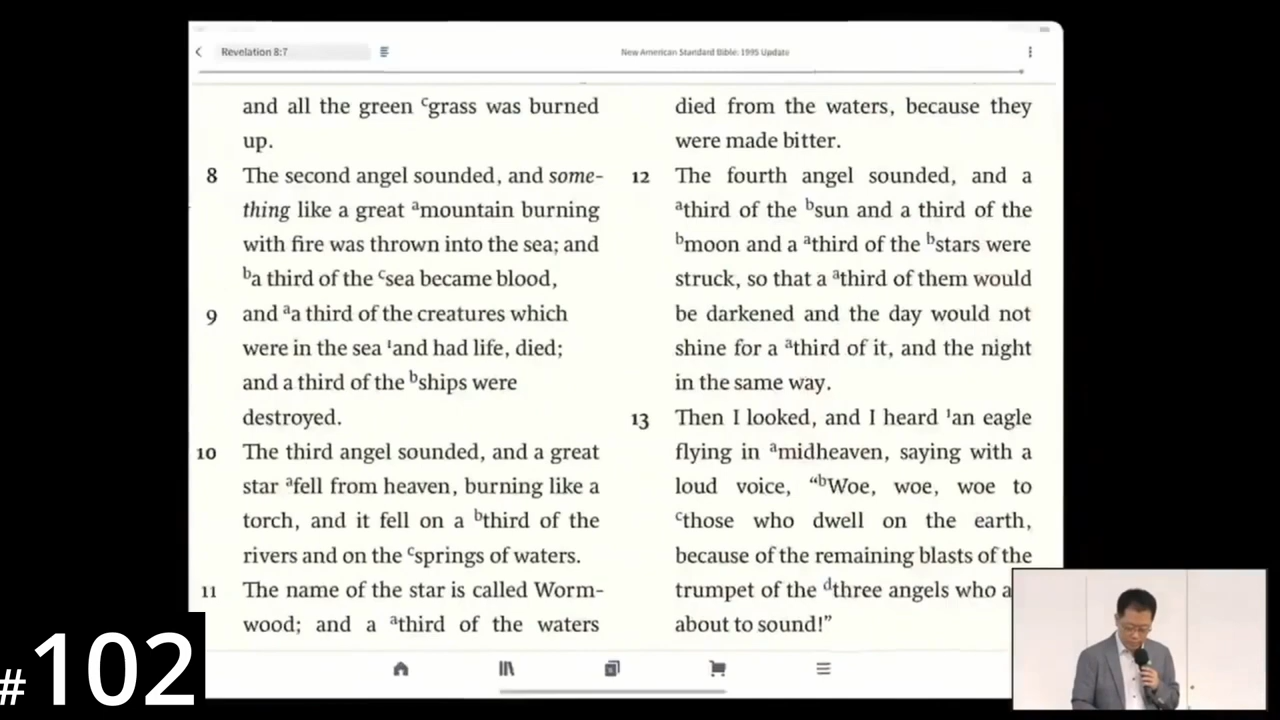 Revelation 8:7
New American Standard Bible: 1995 Update
and all the green ᶜgrass was burned
up.
8 The second angel sounded, and some-
thing like a great ᵃmountain burning
with fire was thrown into the sea; and
ᵇa third of the ᶜsea became blood,
9 and ᵃa third of the creatures which
were in the sea ¹and had life, died;
and a third of the ᵇships were
destroyed.
10 The third angel sounded, and a great
star ᵃfell from heaven, burning like a
torch, and it fell on a ᵇthird of the
rivers and on the ᶜsprings of waters.
11 The name of the star is called Worm-
wood; and a ᵃthird of the waters
died from the waters, because they
were made bitter.
12 The fourth angel sounded, and a
ᵃthird of the ᵇsun and a third of the
ᵇmoon and a ᵃthird of the ᵇstars were
struck, so that a ᵃthird of them would
be darkened and the day would not
shine for a ᵃthird of it, and the night
in the same way.
13 Then I looked, and I heard ¹an eagle
flying in ᵃmidheaven, saying with a
loud voice, “ᵇWoe, woe, woe to
ᶜthose who dwell on the earth,
because of the remaining blasts of the
trumpet of the ᵈthree angels who a
about to sound!”
#102